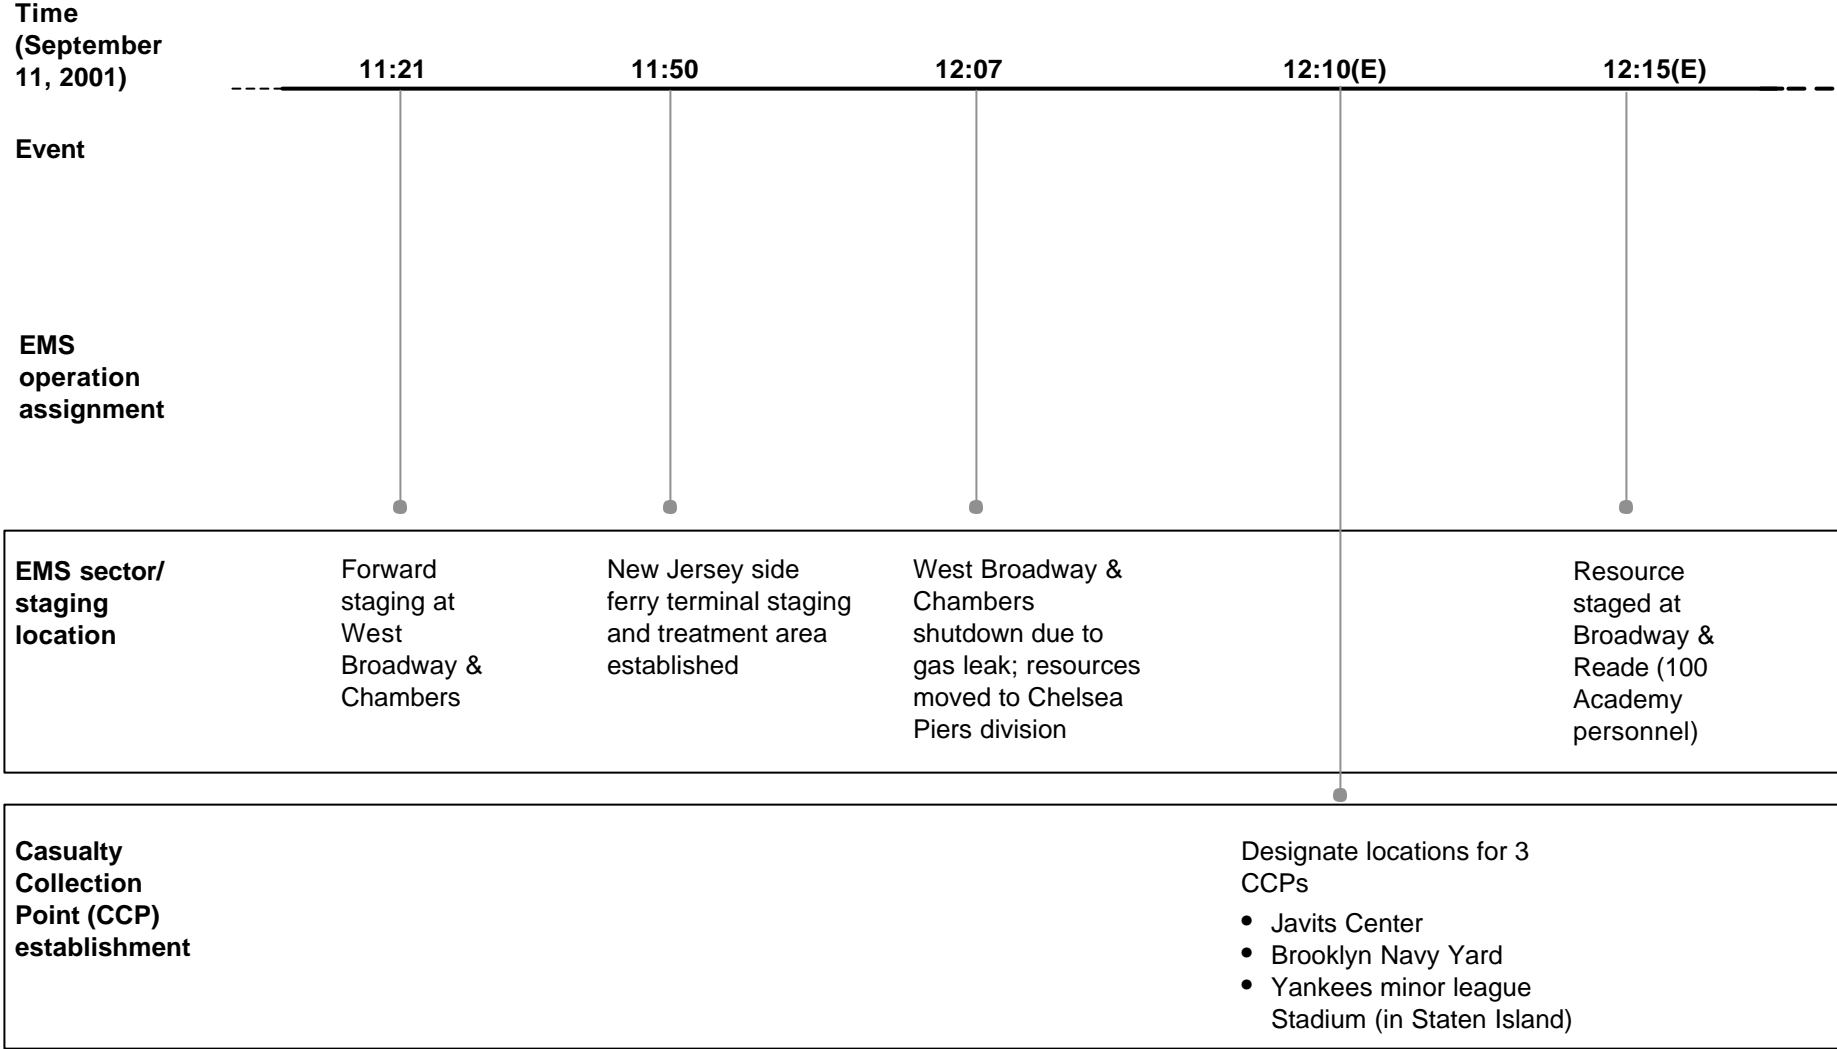 Time
(September
11, 2001)
11:21
11:50
12:07
12:10(E)
12:15(E)
Event
EMS
operation
assignment
EMS sector/
staging
location
Forward
staging at
West
Broadway &
Chambers
New Jersey side
ferry terminal staging
and treatment area
established
West Broadway &
Chambers
shutdown due to
gas leak; resources
moved to Chelsea
Piers division
Resource
staged at
Broadway &
Reade (100
Academy
personnel)
Casualty
Collection
Point (CCP)
establishment
Designate locations for 3
CCPs
• Javits Center
• Brooklyn Navy Yard
• Yankees minor league
Stadium (in Staten Island)